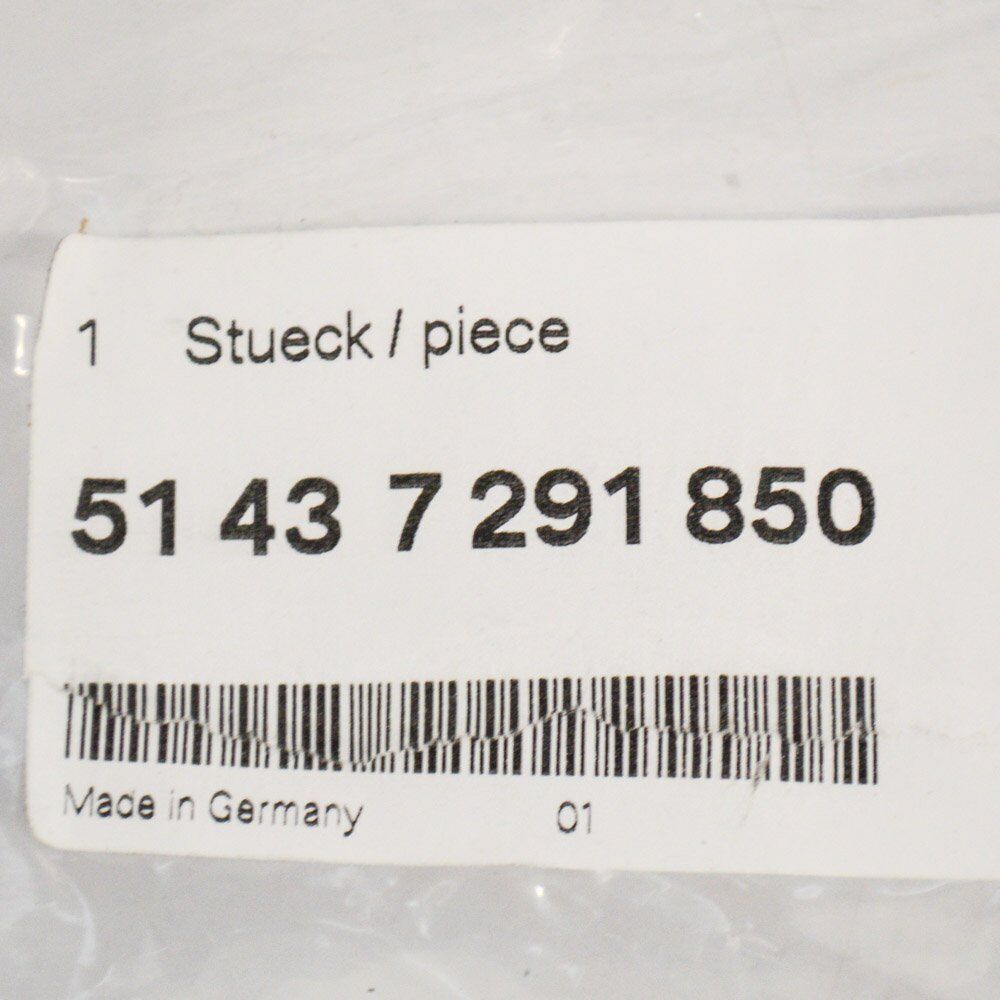 1 Stueck / piece
51 43 7 291 850
Made in Germany 01